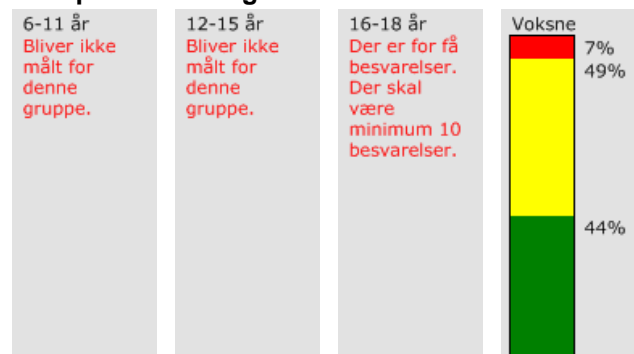 6-11 år
Bliver ikke
målt for
denne
gruppe.
12-15 år
Bliver ikke
målt for
denne
gruppe.
16-18 år
Der er for få
besvarelser.
Der skal
være
minimum 10
besvarelser.
Voksne
7%
49%
44%